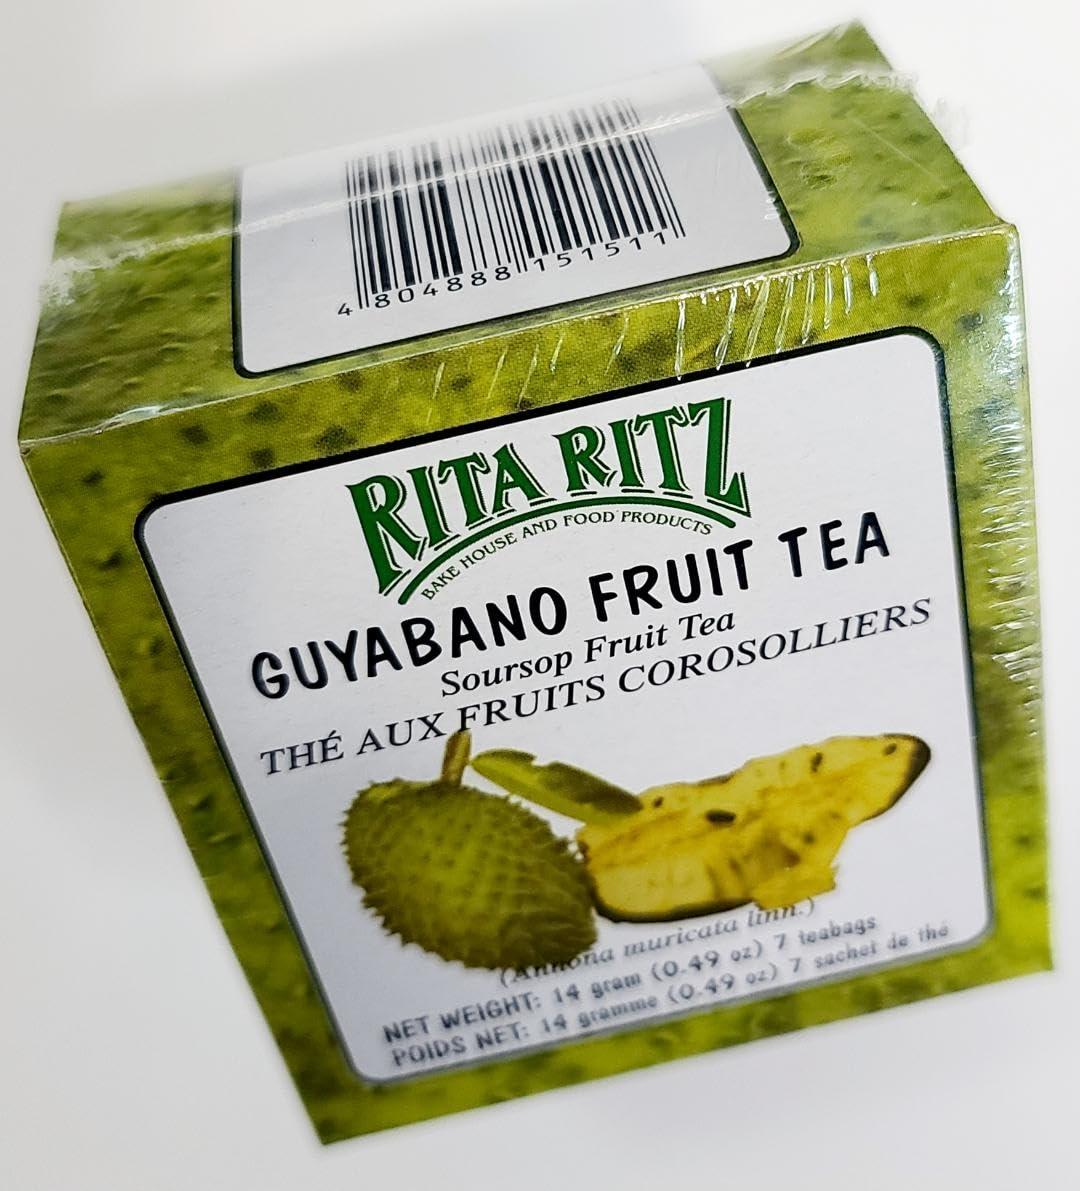 4 804888 151511
RITA RITZ
BAKE HOUSE AND FOOD PRODUCTS
GUYABANO FRUIT TEA
Soursop Fruit Tea
THÉ AUX FRUITS COROSOLLIERS
(Annona muricata linn.)
NET WEIGHT: 14 gram (0.49 oz) 7 teabags
POIDS NET: 14 gramme (0.49 oz) 7 sachet de thé